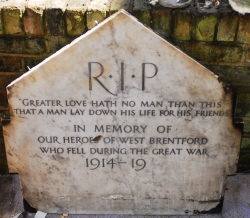 R·I·P
"GREATER LOVE HATH NO MAN THAN THIS
THAT A MAN LAY DOWN HIS LIFE FOR HIS FRIENDS
IN MEMORY OF
OUR HEROES OF WEST BRENTFORD
WHO FELL DURING THE GREAT WAR
1914-19